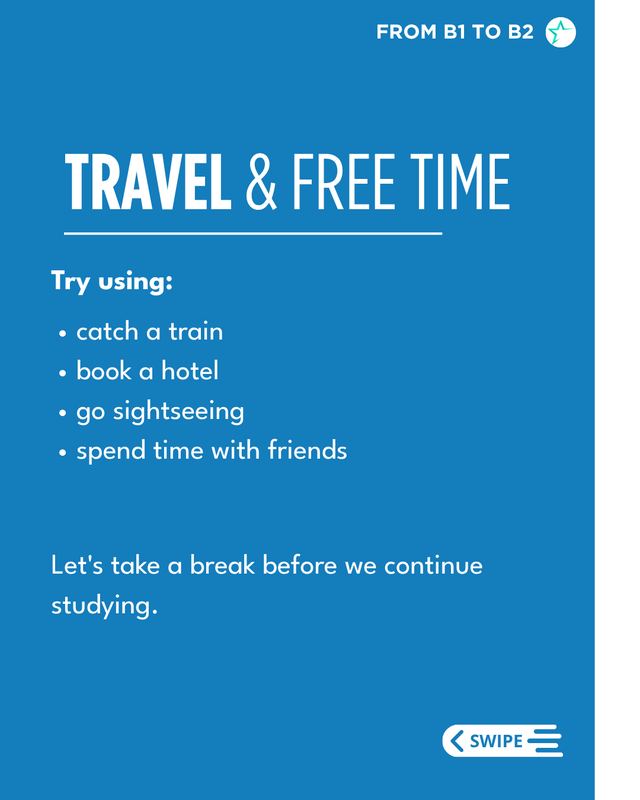 FROM B1 TO B2
TRAVEL & FREE TIME
Try using:
• catch a train
• book a hotel
• go sightseeing
• spend time with friends
Let's take a break before we continue
studying.
SWIPE